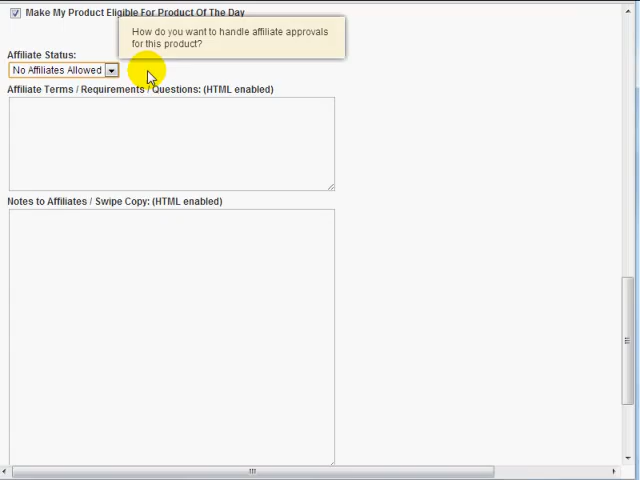 Make My Product Eligible For Product Of The Day
How do you want to handle affiliate approvals
for this product?
Affiliate Status:
No Affiliates Allowed
Affiliate Terms / Requirements / Questions: (HTML enabled)
Notes to Affiliates / Swipe Copy: (HTML enabled)